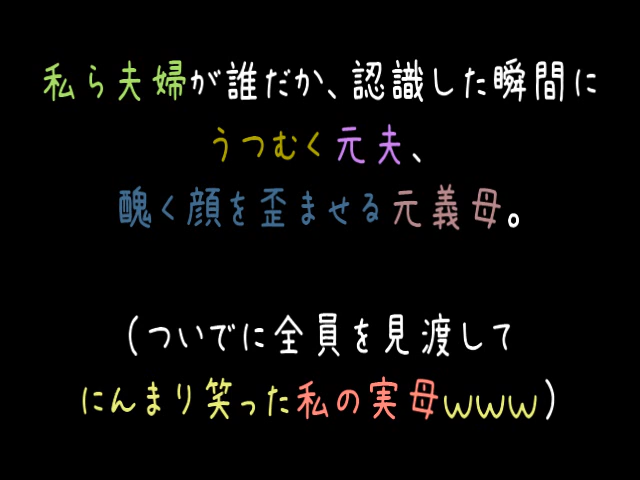 私ら夫婦が誰だか、認識した瞬間に
うつむく元夫、
醜く顔を歪ませる元義母。
(ついでに全員を見渡して
にんまり笑った私の実母www)